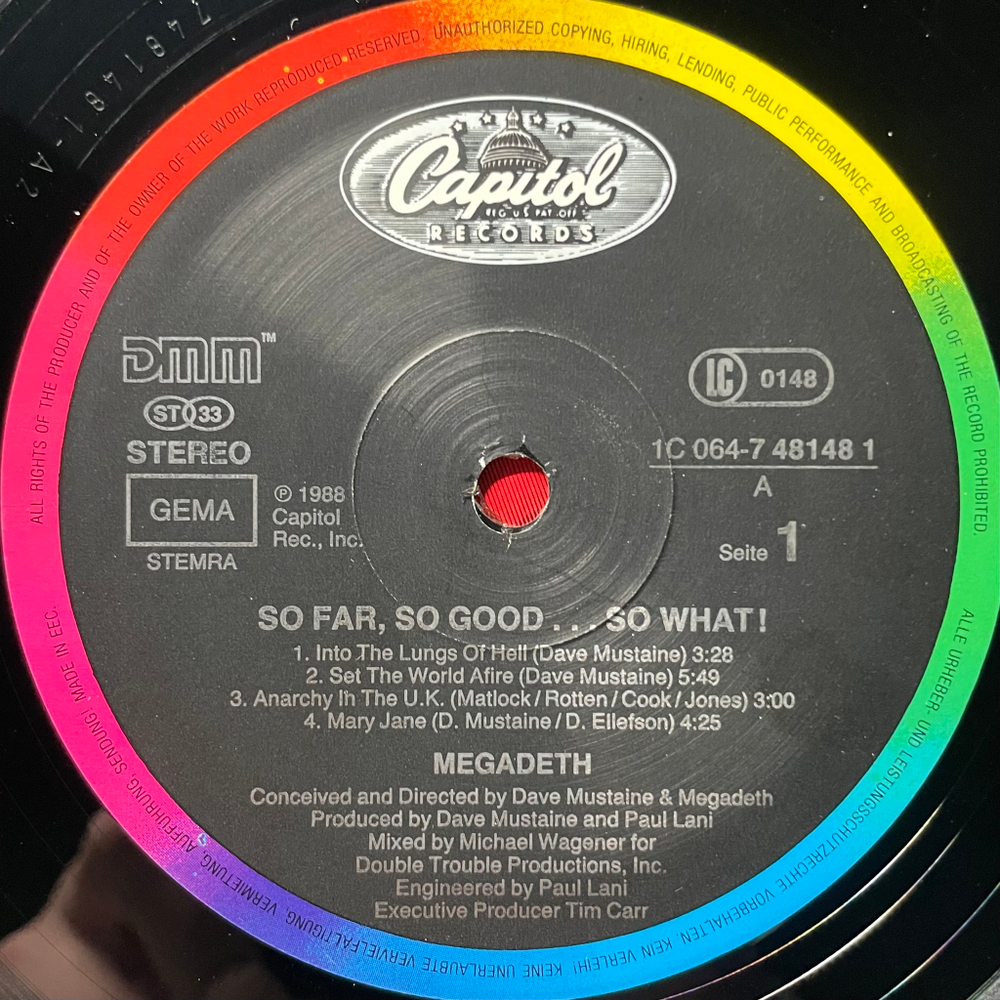 7 48148 1-A2
ALL RIGHTS OF THE PRODUCER AND OF THE OWNER OF THE WORK REPRODUCED RESERVED. UNAUTHORIZED COPYING, HIRING, LENDING, PUBLIC PERFORMANCE AND BROADCASTING OF THE RECORD PROHIBITED.
Capitol
REG U S PAT OFF
RECORDS
DMM™
ST 33
STEREO
GEMA
STEMRA
℗ 1988
Capitol
Rec., Inc.
LC 0148
1C 064-7 48148 1
A
Seite 1
SO FAR, SO GOOD . . . SO WHAT!
1. Into The Lungs Of Hell (Dave Mustaine) 3:28
2. Set The World Afire (Dave Mustaine) 5:49
3. Anarchy In The U.K. (Matlock/Rotten/Cook/Jones) 3:00
4. Mary Jane (D. Mustaine/D. Ellefson) 4:25
MEGADETH
Conceived and Directed by Dave Mustaine & Megadeth
Produced by Dave Mustaine and Paul Lani
Mixed by Michael Wagener for
Double Trouble Productions, Inc.
Engineered by Paul Lani
Executive Producer Tim Carr
ALLE URHEBER- UND LEISTUNGSSCHUTZRECHTE VORBEHALTEN. KEIN VERLEIH! KEINE UNERLAUBTE VERVIELFÄLTIGUNG, VERMIETUNG, AUFFÜHRUNG, SENDUNG! MADE IN EEC.